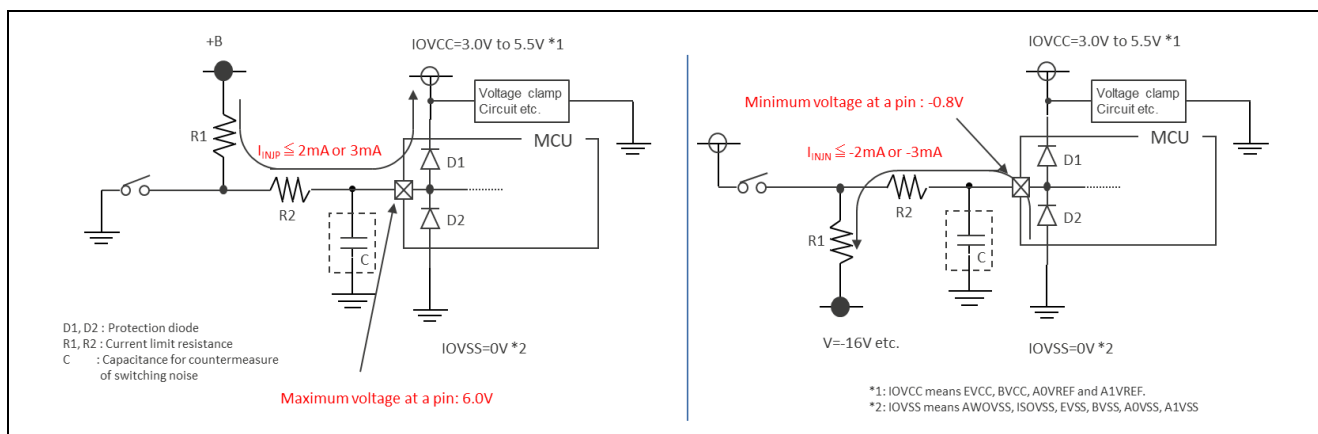 +B
IOVCC=3.0V to 5.5V *1
Voltage clamp
Circuit etc.
MCU
R1
I_INJP ≦ 2mA or 3mA
D1
R2
D2
C
IOVSS=0V *2
D1, D2 : Protection diode
R1, R2 : Current limit resistance
C : Capacitance for countermeasure
of switching noise
Maximum voltage at a pin: 6.0V
IOVCC=3.0V to 5.5V *1
Voltage clamp
Circuit etc.
Minimum voltage at a pin : -0.8V
MCU
I_INJN ≦ -2mA or -3mA
D1
R2
D2
R1
C
V=-16V etc.
IOVSS=0V *2
*1: IOVCC means EVCC, BVCC, A0VREF and A1VREF.
*2: IOVSS means AWOVSS, ISOVSS, EVSS, BVSS, A0VSS, A1VSS